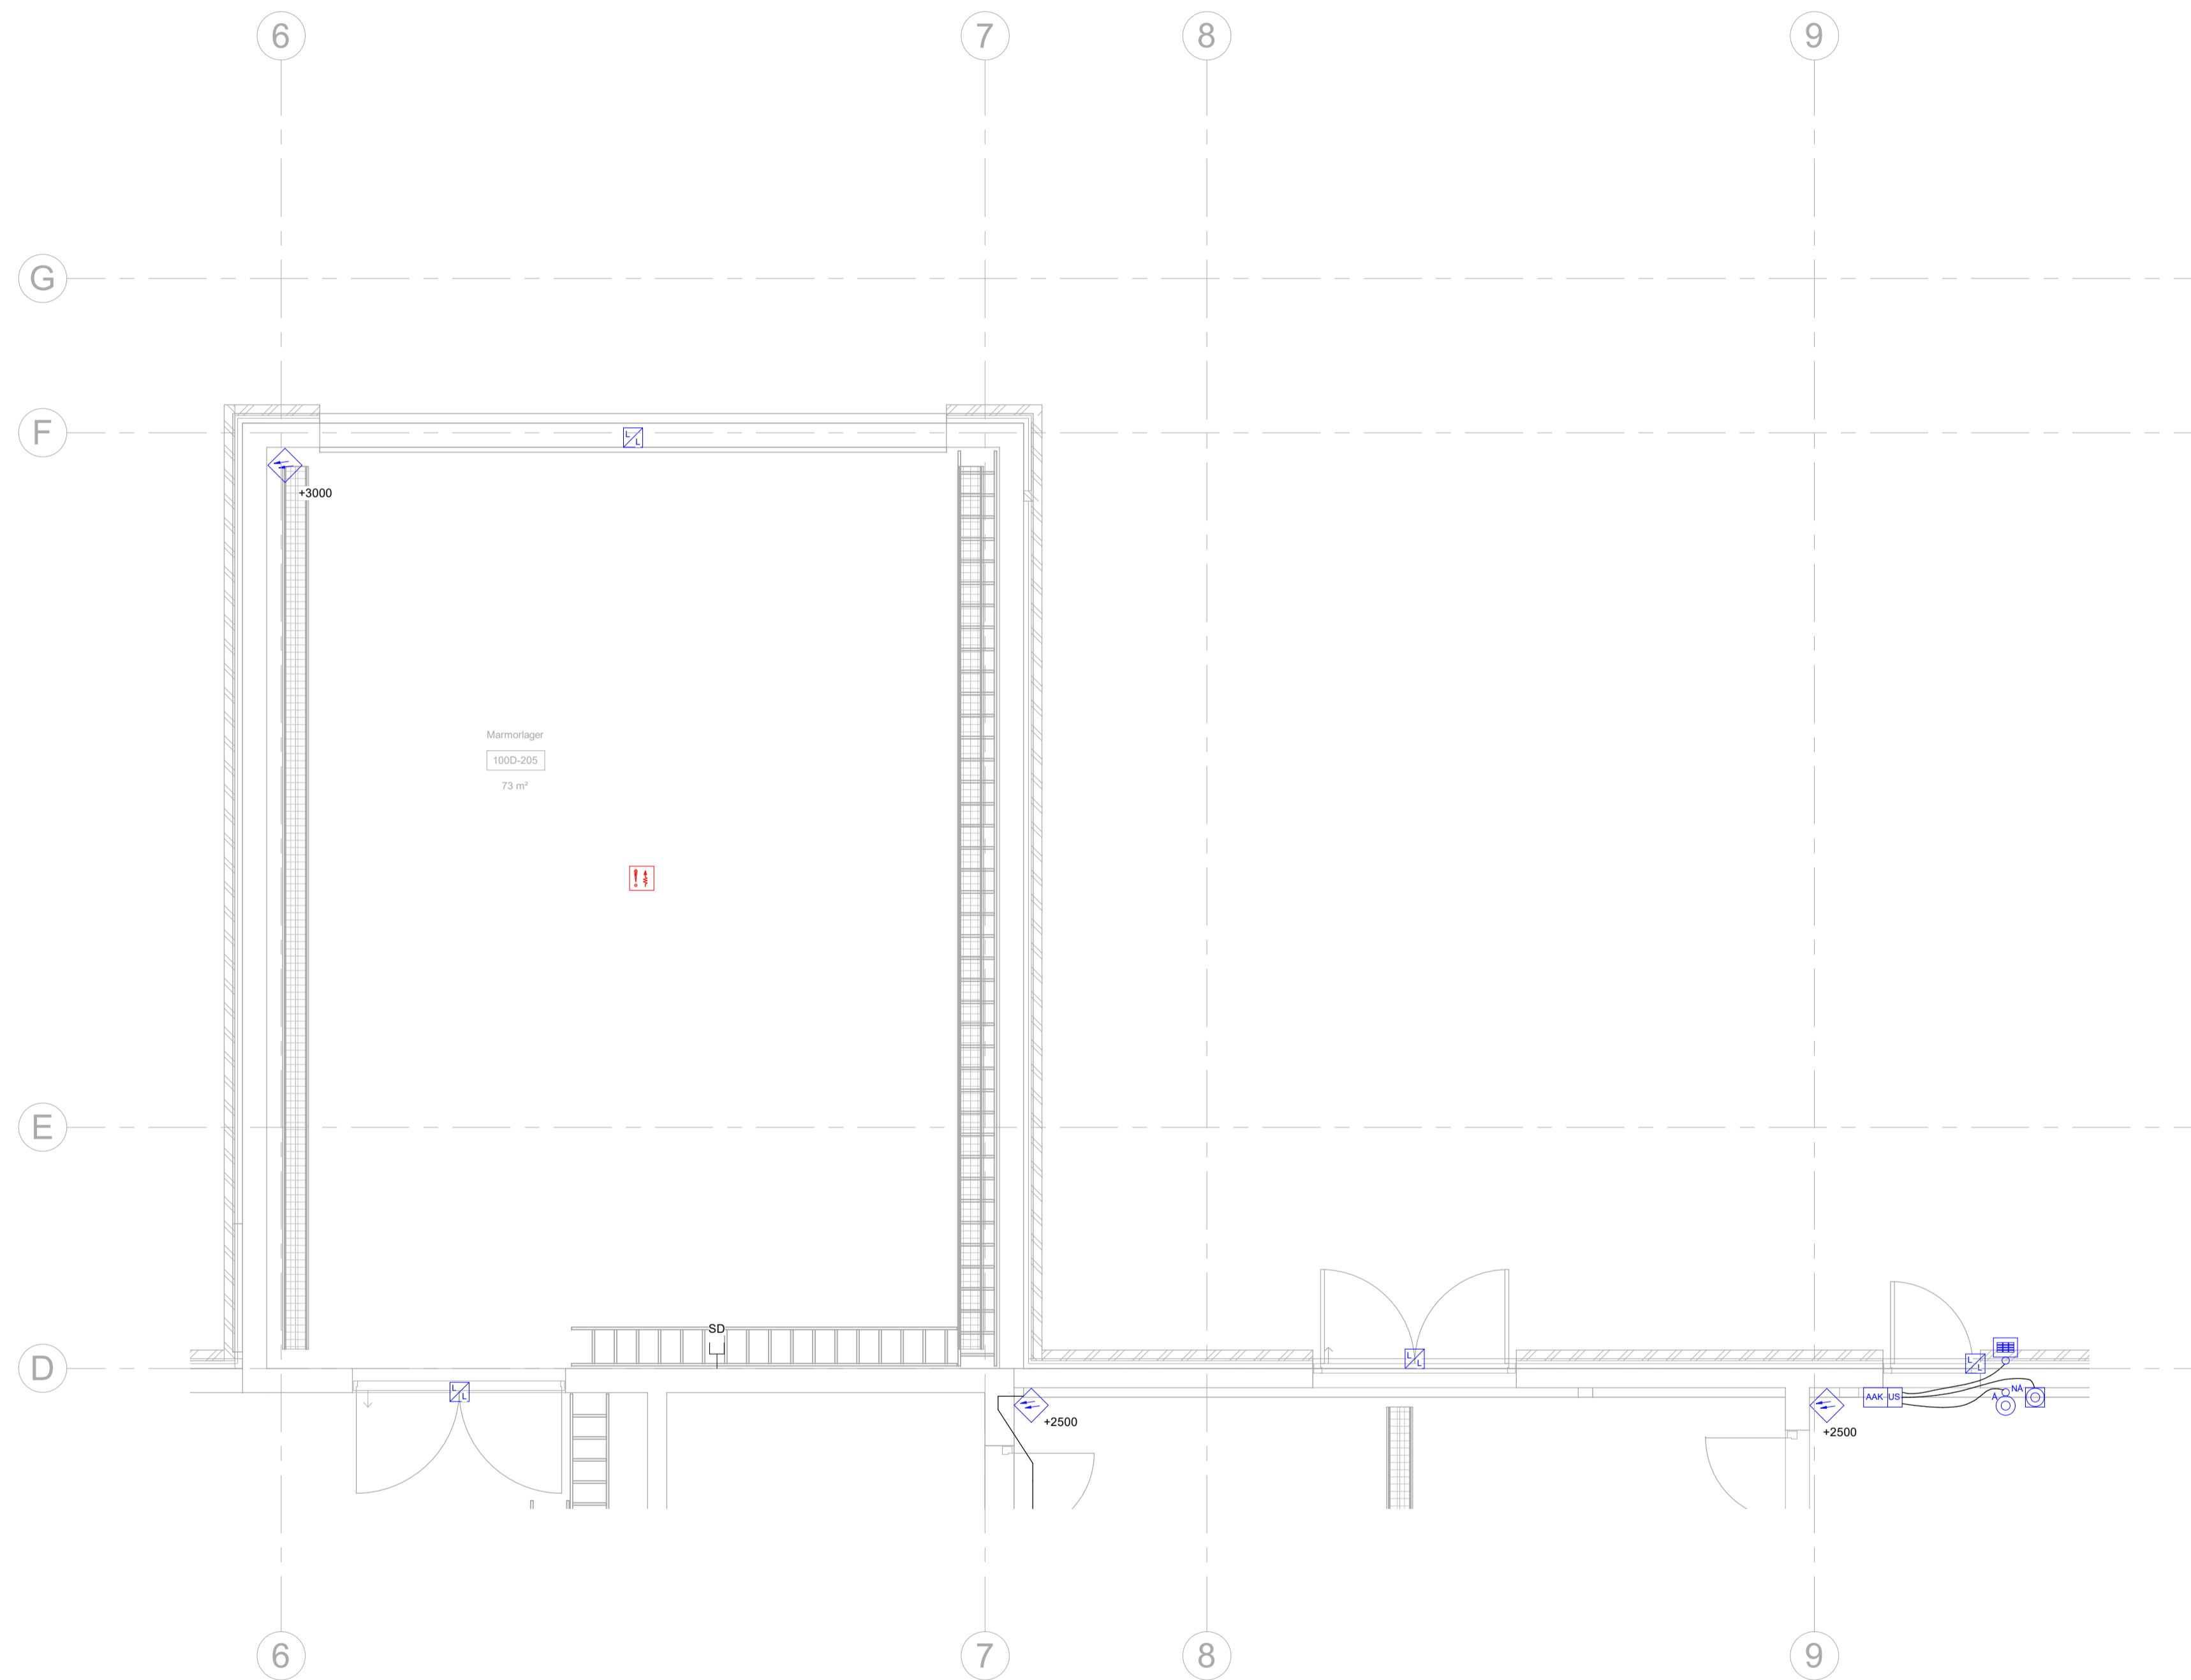 6 7 8 9
G
F
L L
+3000
Marmorlager
100D-205
73 m²
E
SD
D
L L
L L
L L
+2500
AAK US
Å
NÅ
+2500
6 7 8 9